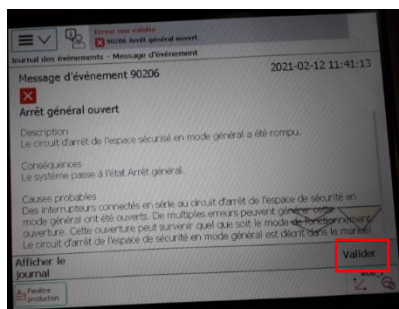 Erreur non validée
90206 Arrêt général ouvert
Journal des évènements - Message d'événement
Message d'événement 90206
2021-02-12 11:41:13
Arrêt général ouvert
Description
Le circuit d'arrêt de l'espace sécurisé en mode général a été rompu.
Conséquences
Le système passe à l'état Arrêt général.
Causes probables
Des Interrupteurs connectés en série au circuit d'arrêt de l'espace de sécurité en
mode général ont été ouverts. De multiples erreurs peuvent générer cette
ouverture. Cette ouverture peut survenir quel que soit le mode de fonctionnement.
Le circuit d'arrêt de l'espace de sécurité en mode général est décrit dans le manuel
Afficher le
journal
Valider
Fenêtre
production